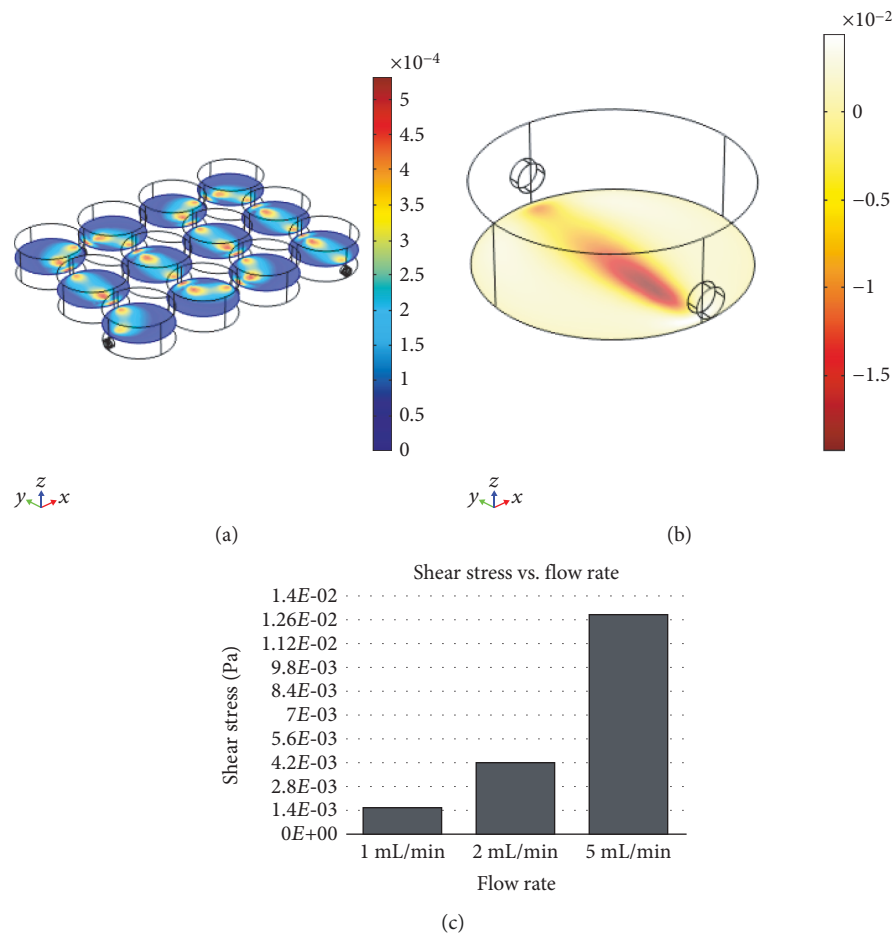 ×10⁻⁴
5
4.5
4
3.5
3
2.5
2
1.5
1
0.5
0
y z x
(a)
×10⁻²
0
−0.5
−1
−1.5
y z x
(b)
Shear stress vs. flow rate
Shear stress (Pa)
1.4E-02
1.26E-02
1.12E-02
9.8E-03
8.4E-03
7E-03
5.6E-03
4.2E-03
2.8E-03
1.4E-03
0E+00
1 mL/min 2 mL/min 5 mL/min
Flow rate
(c)